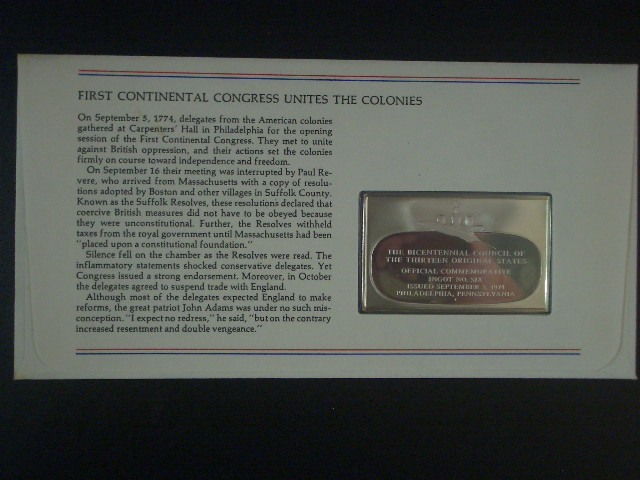 FIRST CONTINENTAL CONGRESS UNITES THE COLONIES
On September 5, 1774, delegates from the American colonies
gathered at Carpenters' Hall in Philadelphia for the opening
session of the First Continental Congress. They met to unite
against British oppression, and their actions set the colonies
firmly on course toward independence and freedom.
On September 16 their meeting was interrupted by Paul Re-
vere, who arrived from Massachusetts with a copy of resolu-
tions adopted by Boston and other villages in Suffolk County.
Known as the Suffolk Resolves, these resolutions declared that
coercive British measures did not have to be obeyed because
they were unconstitutional. Further, the Resolves withheld
taxes from the royal government until Massachusetts had been
"placed upon a constitutional foundation."
Silence fell on the chamber as the Resolves were read. The
inflammatory statements shocked conservative delegates. Yet
Congress issued a strong endorsement. Moreover, in October
the delegates agreed to suspend trade with England.
Although most of the delegates expected England to make
reforms, the great patriot John Adams was under no such mis-
conception. "I expect no redress," he said, "but on the contrary
increased resentment and double vengeance."
THE BICENTENNIAL COUNCIL OF
THE THIRTEEN ORIGINAL STATES
OFFICIAL COMMEMORATIVE
INGOT NO. SIX
ISSUED SEPTEMBER 5, 1974
PHILADELPHIA, PENNSYLVANIA